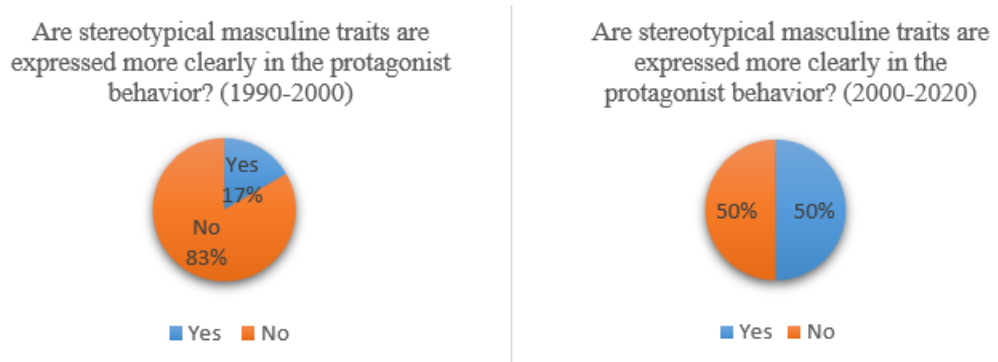 Are stereotypical masculine traits are
expressed more clearly in the protagonist
behavior? (1990-2000)
Yes
17%
No
83%
Yes No
Are stereotypical masculine traits are
expressed more clearly in the
protagonist behavior? (2000-2020)
50% 50%
Yes No